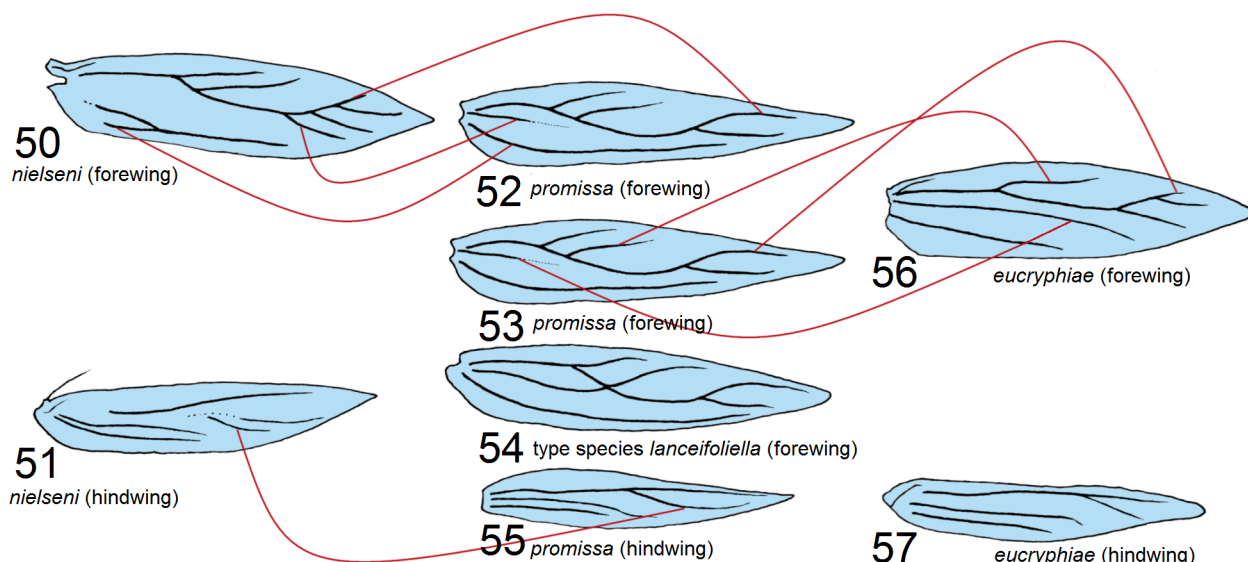 50
nielseni (forewing)
52 promissa (forewing)
56
eucryphiae (forewing)
53 promissa (forewing)
51
nielseni (hindwing)
54 type species lanceifoliella (forewing)
55 promissa (hindwing)
57 eucryphiae (hindwing)